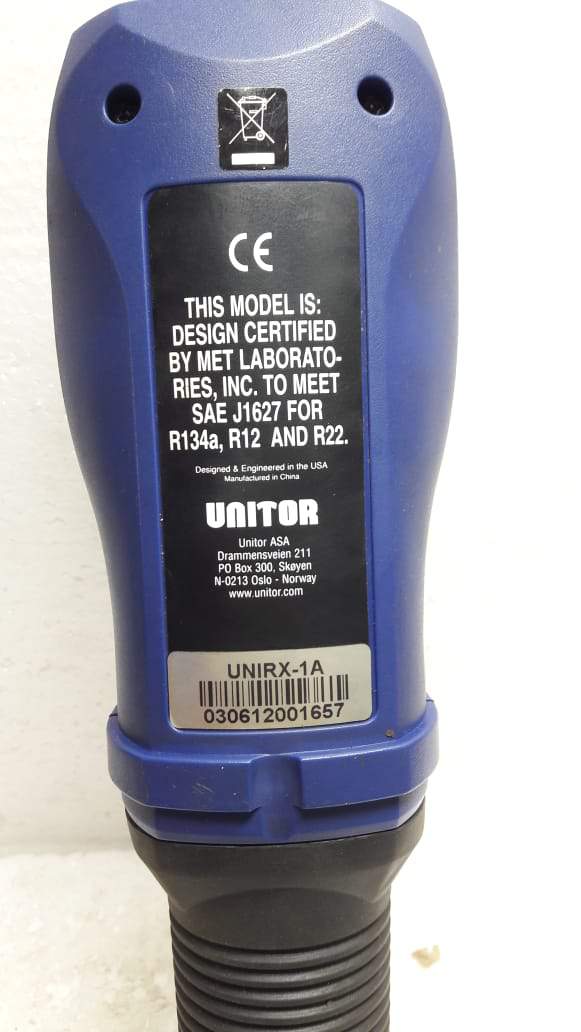 CE
THIS MODEL IS:
DESIGN CERTIFIED
BY MET LABORATO-
RIES, INC. TO MEET
SAE J1627 FOR
R134a, R12 AND R22.
Designed & Engineered in the USA
Manufactured in China
UNITOR
Unitor ASA
Drammensveien 211
PO Box 300, Skøyen
N-0213 Oslo - Norway
www.unitor.com
UNIRX-1A
030612001657